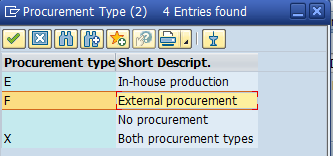 Procurement Type (2) 4 Entries found
Procurement type Short Descript.
E In-house production
F External procurement
No procurement
X Both procurement types